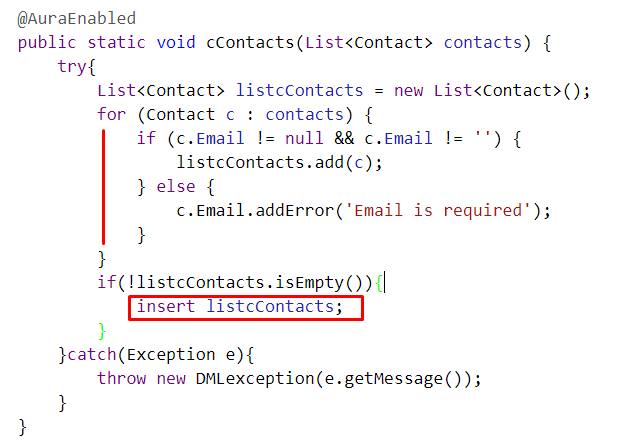 @AuraEnabled
public static void cContacts(List<Contact> contacts) {
    try{
        List<Contact> listcContacts = new List<Contact>();
        for (Contact c : contacts) {
            if (c.Email != null && c.Email != '') {
                listcContacts.add(c);
            } else {
                c.Email.addError('Email is required');
            }
        }
        if(!listcContacts.isEmpty()){
            insert listcContacts;
        }
    }catch(Exception e){
        throw new DMLexception(e.getMessage());
    }
}